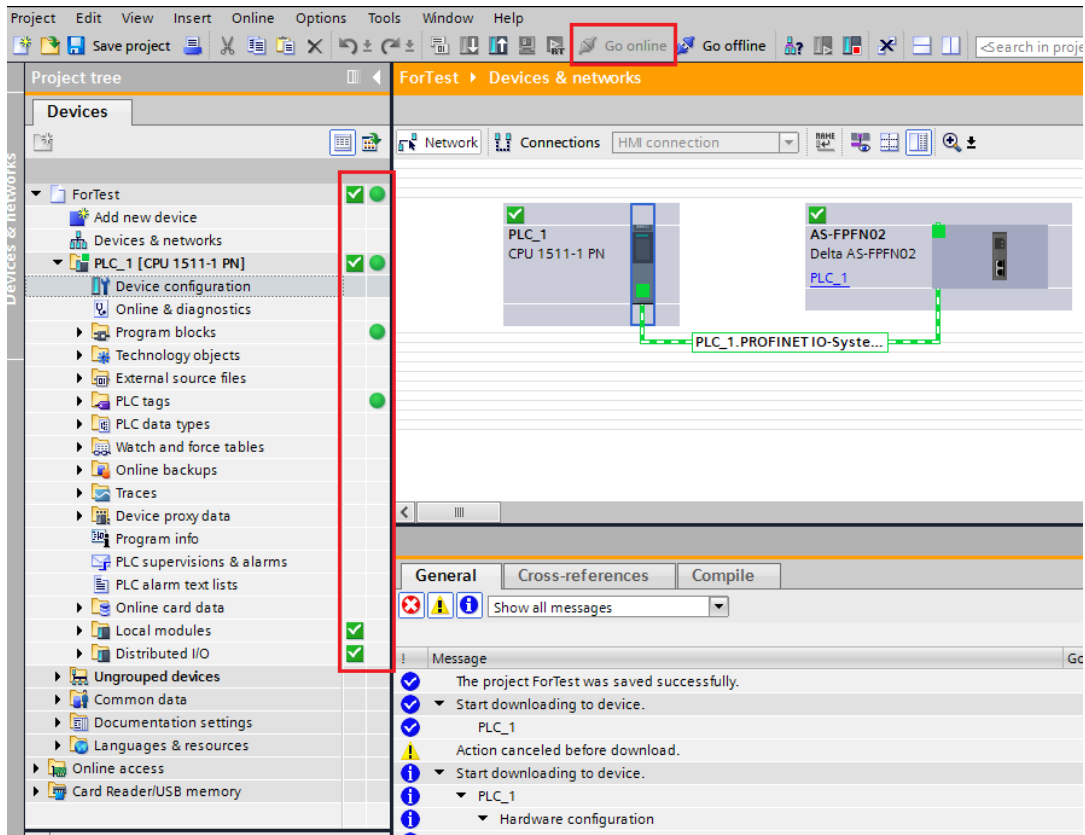 Project Edit View Insert Online Options Tools Window Help
Save project Go online Go offline <Search in proje
Project tree
ForTest Devices & networks
Devices
Devices & networks
Network Connections HMI connection
ForTest
Add new device
Devices & networks
PLC_1 [CPU 1511-1 PN]
Device configuration
Online & diagnostics
Program blocks
Technology objects
External source files
PLC tags
PLC data types
Watch and force tables
Online backups
Traces
Device proxy data
Program info
PLC supervisions & alarms
PLC alarm text lists
Online card data
Local modules
Distributed I/O
Ungrouped devices
Common data
Documentation settings
Languages & resources
Online access
Card Reader/USB memory
PLC_1
CPU 1511-1 PN
AS-FPFN02
Delta AS-FPFN02
PLC_1
PLC_1.PROFINET IO-Syste...
General Cross-references Compile
Show all messages
! Message Go
The project ForTest was saved successfully.
Start downloading to device.
PLC_1
Action canceled before download.
Start downloading to device.
PLC_1
Hardware configuration